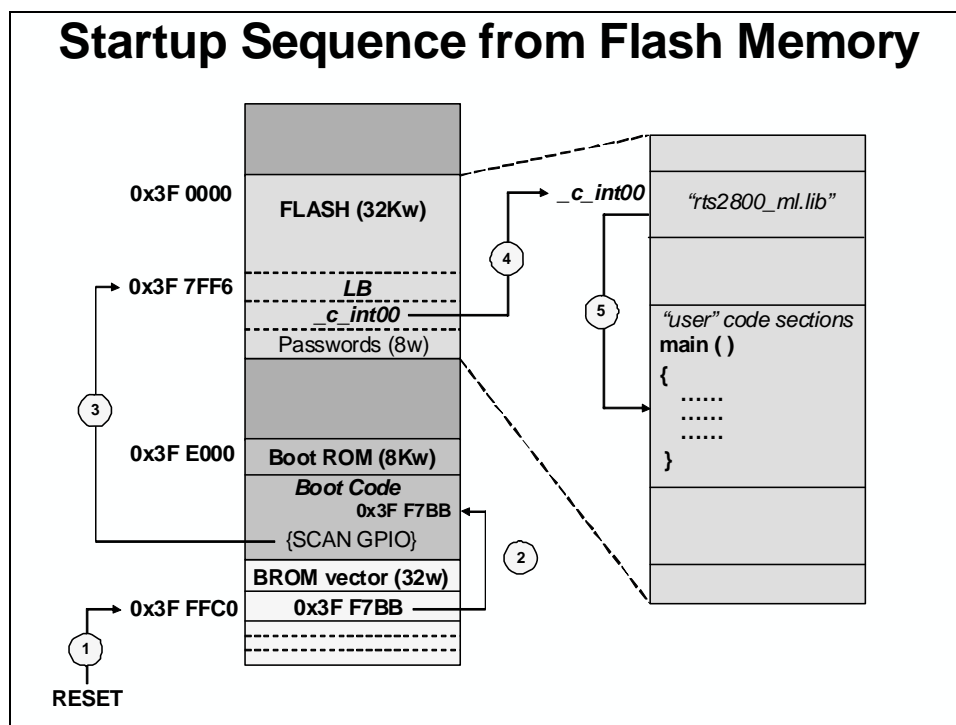 Startup Sequence from Flash Memory
0x3F 0000
FLASH (32Kw)
_c_int00
“rts2800_ml.lib”
4
0x3F 7FF6
LB
_c_int00
Passwords (8w)
5
“user” code sections
main ( )
{
……
……
……
}
3
0x3F E000
Boot ROM (8Kw)
Boot Code
0x3F F7BB
{SCAN GPIO}
2
BROM vector (32w)
0x3F FFC0
0x3F F7BB
1
RESET